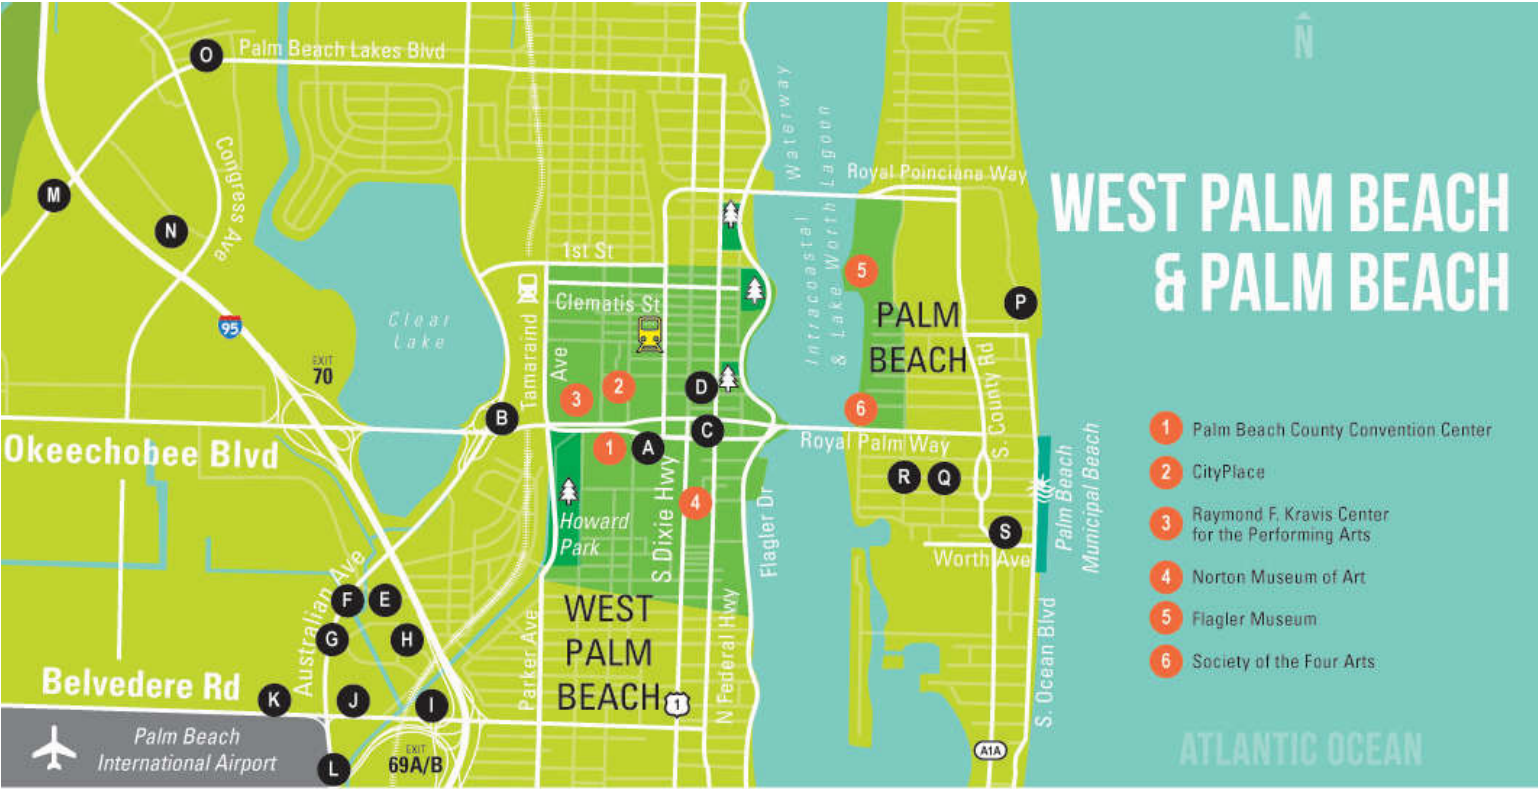 N
O
Palm Beach Lakes Blvd
Congress Ave
M
N
Waterway
Intracoastal
& Lake Worth Lagoon
Royal Poinciana Way
WEST PALM BEACH
& PALM BEACH
1st St
Clematis St
5
P
PALM
BEACH
Clear
Lake
95
EXIT
70
Tamaraind
Ave
3
2
D
6
S. County Rd
B
C
Okeechobee Blvd
1
A
Royal Palm Way
R
Q
4
S. Dixie Hwy
Howard
Park
Flagler Dr
S
Worth Ave
Palm Beach
Municipal Beach
1 Palm Beach County Convention Center
2 CityPlace
3 Raymond F. Kravis Center
for the Performing Arts
4 Norton Museum of Art
5 Flagler Museum
6 Society of the Four Arts
Australian Ave
F
E
G
H
WEST
PALM
BEACH
1
Parker Ave
N Federal Hwy
S. Ocean Blvd
Belvedere Rd
K
J
I
Palm Beach
International Airport
L
EXIT
69A/B
A1A
ATLANTIC OCEAN